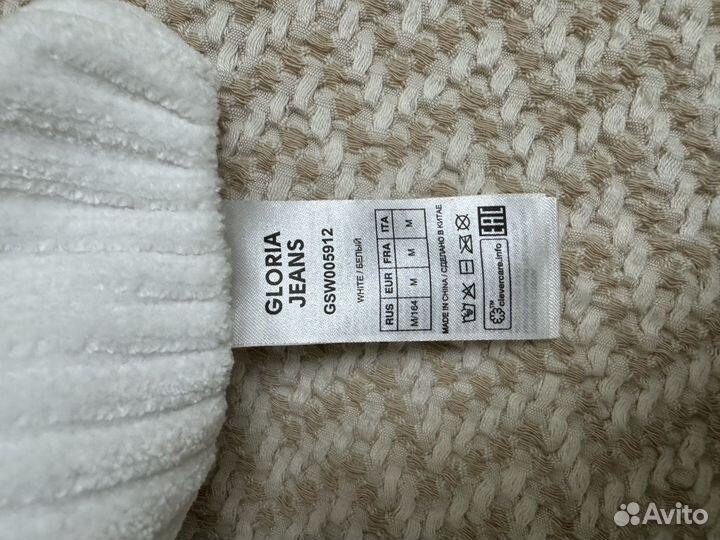 GLORIA
JEANS
GSW005912
WHITE / БЕЛЫЙ
RUS EUR FRA ITA
M/164 M M M
MADE IN CHINA / СДЕЛАНО В КИТАЕ
EAC
clevercare.info
TM
Avito